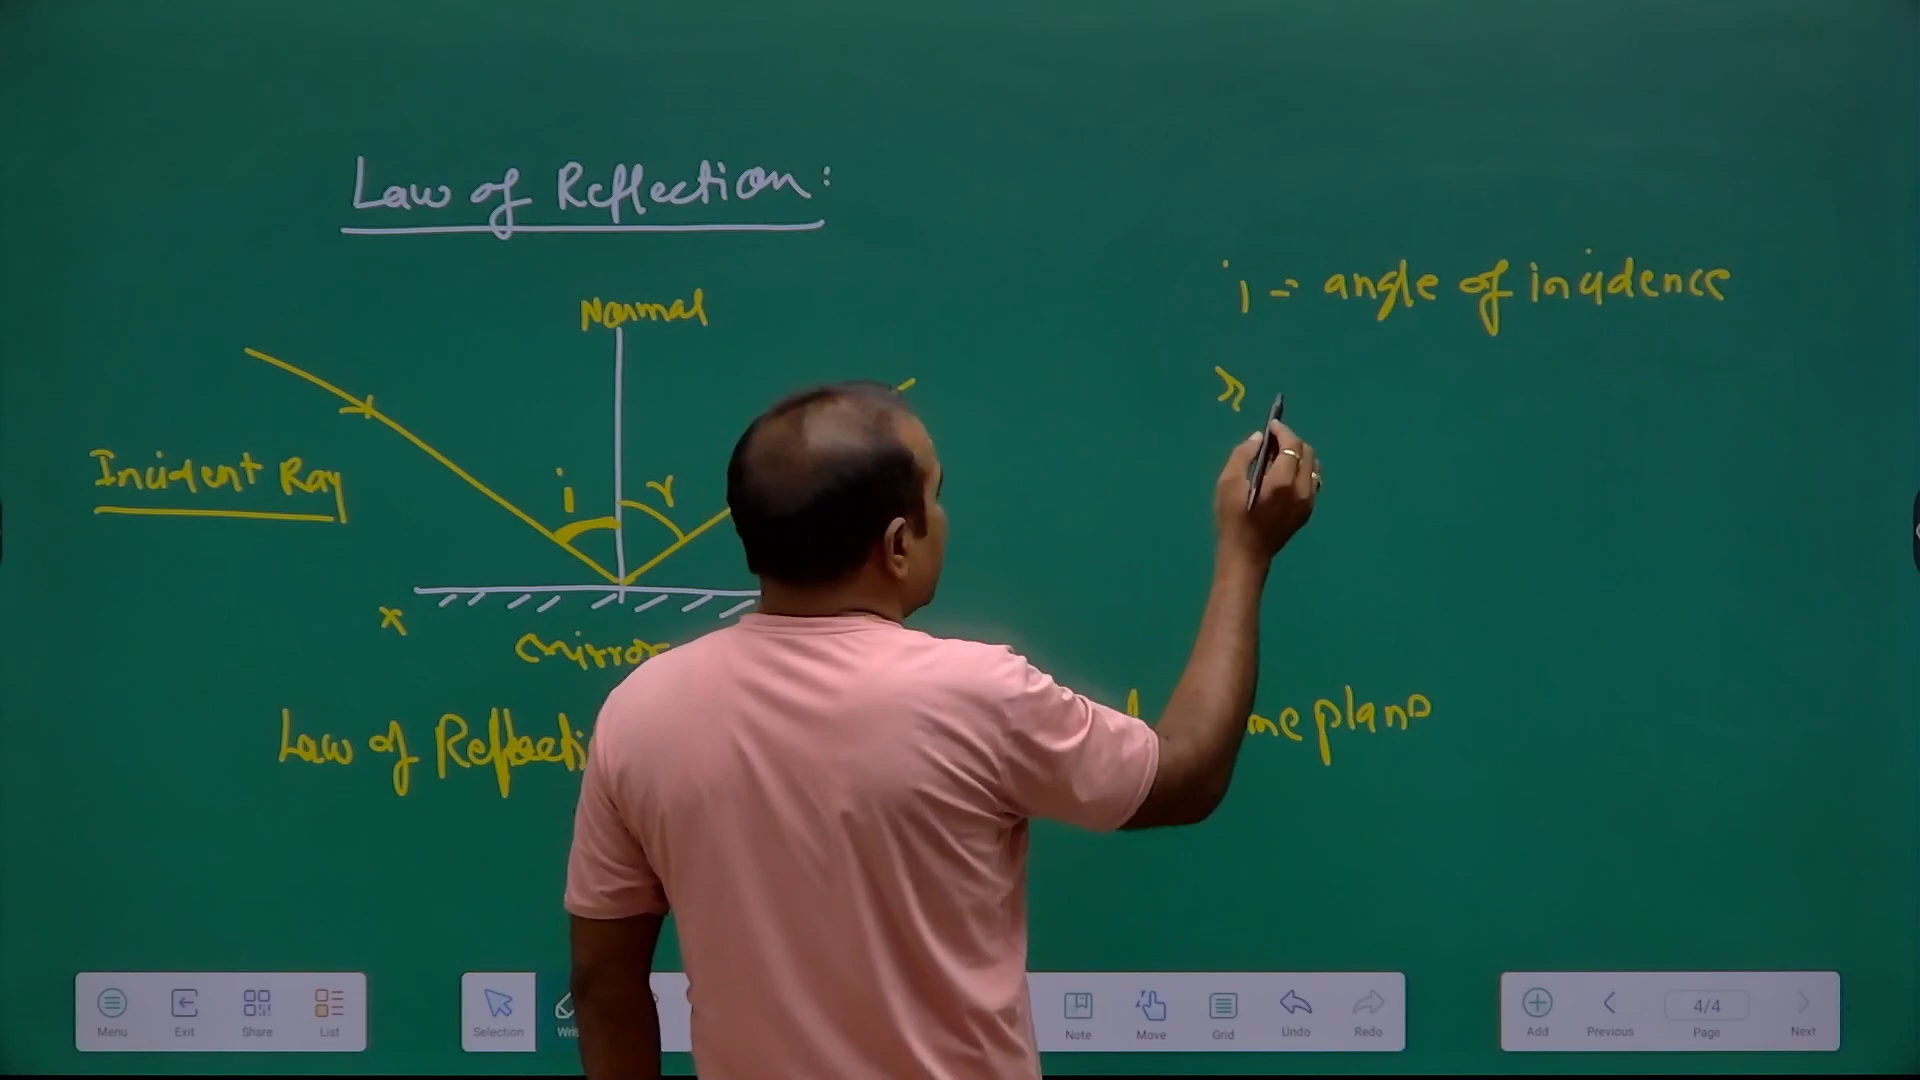 Law of Reflection:
Normal
i = angle of incidence
r
Incident Ray
i
r
x
mirror
Law of Reflecti
me plane
Menu
Exit
Share
List
Selection
Note
Move
Grid
Undo
Redo
Add
Previous
4/4
Page
Next